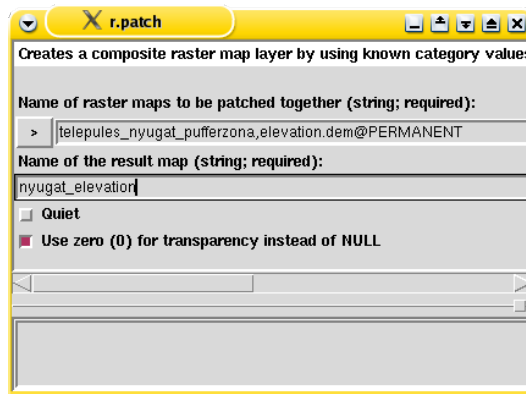 r.patch
Creates a composite raster map layer by using known category values
Name of raster maps to be patched together (string; required):
> telepules_nyugat_pufferzona,elevation.dem@PERMANENT
Name of the result map (string; required):
nyugat_elevation
Quiet
Use zero (0) for transparency instead of NULL